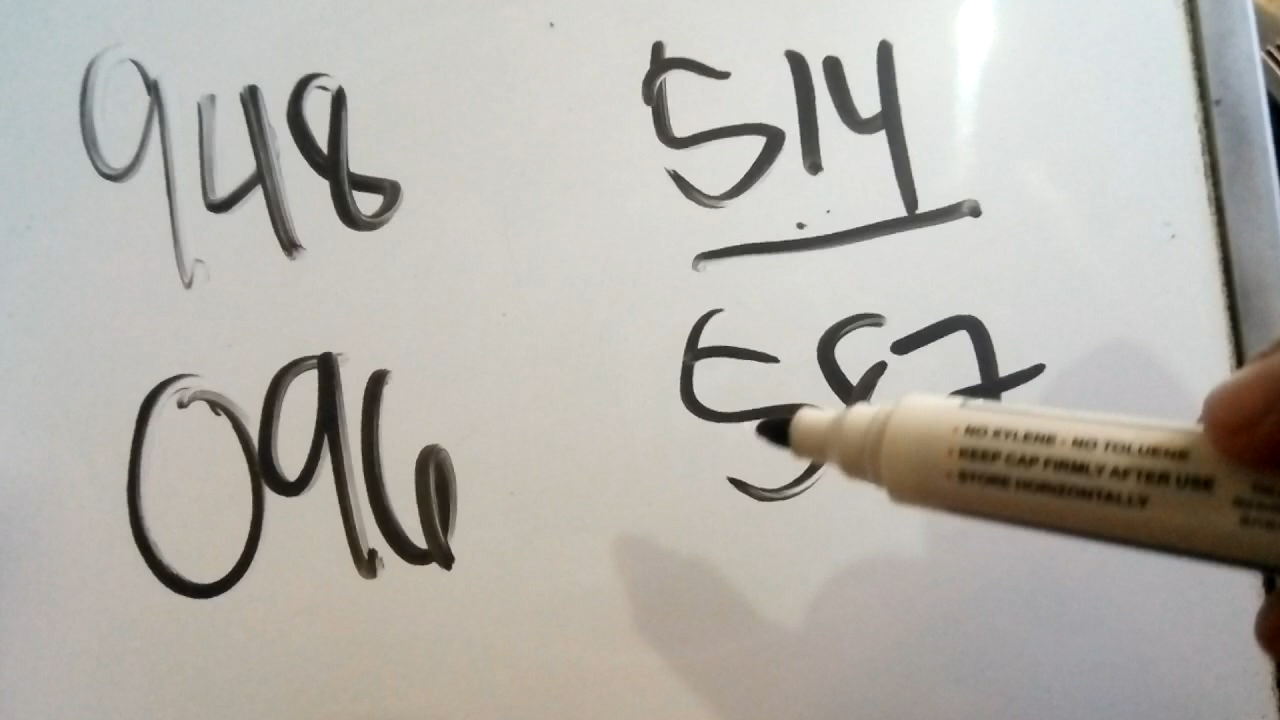 948 514
096
NO XYLENE - NO TOLUENE
KEEP CAP FIRMLY AFTER USE
STORE HORIZONTALLY